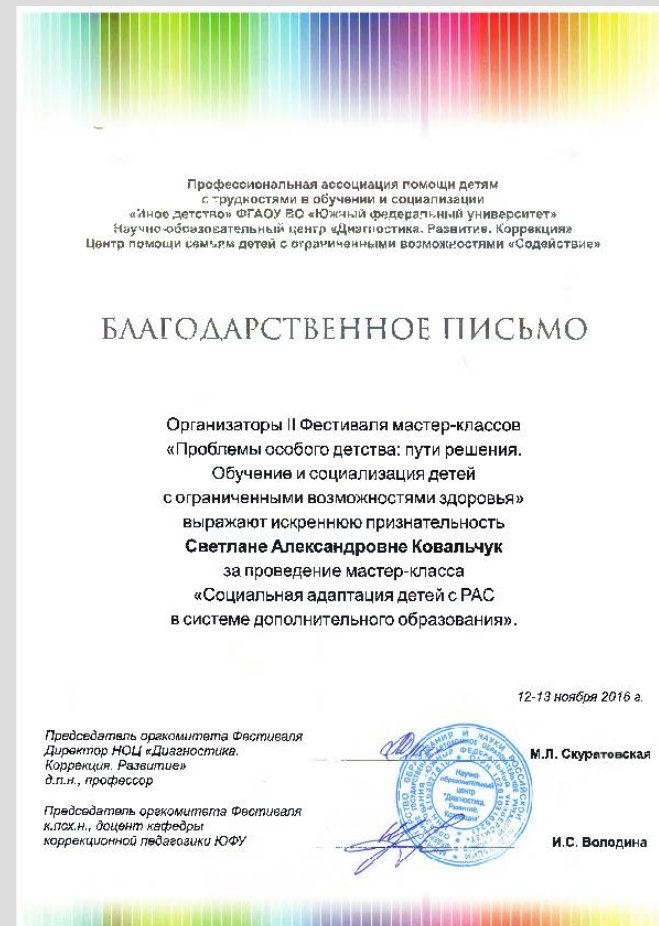 Профессиональная ассоциация помощи детям
с трудностями в обучении и социализации
«Иное детство» ФГАОУ ВО «Южный федеральный университет»
Научно-образовательный центр «Диагностика. Развитие. Коррекция»
Центр помощи семьям детей с ограниченными возможностями «Содействие»
БЛАГОДАРСТВЕННОЕ ПИСЬМО
Организаторы II Фестиваля мастер-классов
«Проблемы особого детства: пути решения.
Обучение и социализация детей
с ограниченными возможностями здоровья»
выражают искреннюю признательность
Светлане Александровне Ковальчук
за проведение мастер-класса
«Социальная адаптация детей с РАС
в системе дополнительного образования».
12-13 ноября 2016 г.
Председатель оргкомитета Фестиваля
Директор НОЦ «Диагностика.
Коррекция. Развитие»
д.п.н., профессор
М.Л. Скуратовская
Научно-
образовательный
центр
"Диагностика,
Развитие,
Коррекция"
Председатель оргкомитета Фестиваля
к.псх.н., доцент кафедры
коррекционной педагогики ЮФУ
И.С. Володина